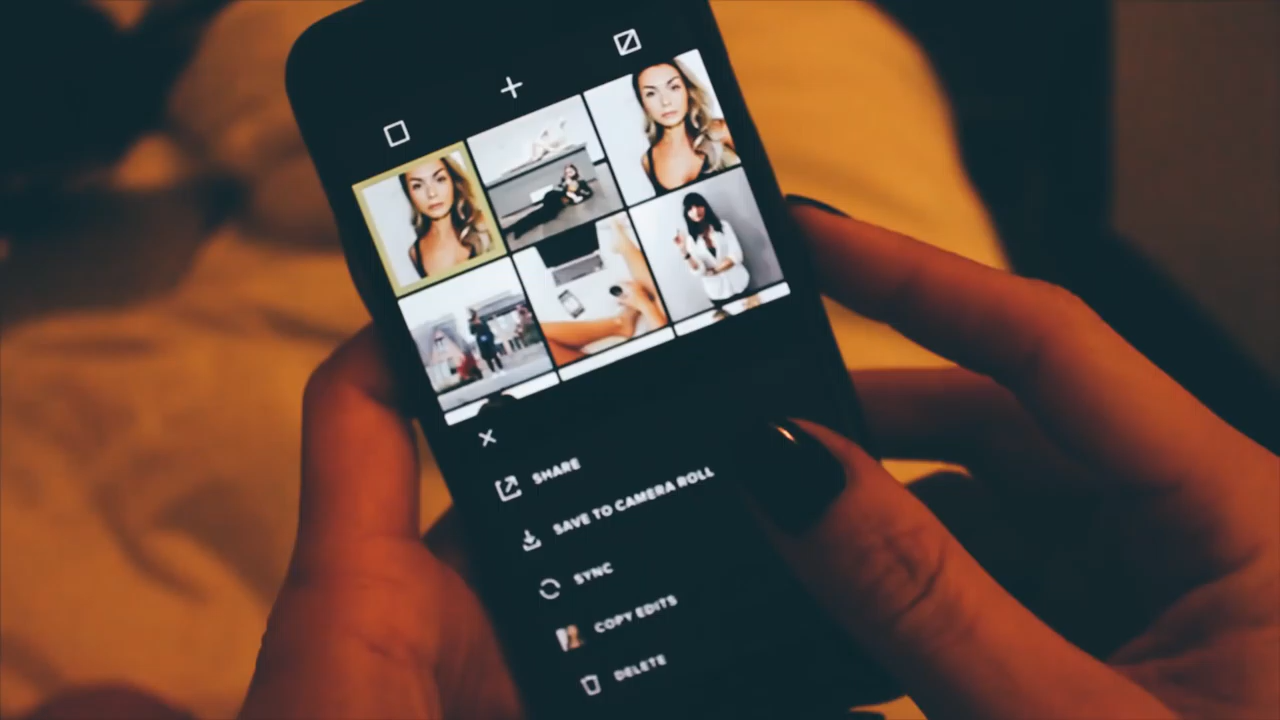 SHARE
SAVE TO CAMERA ROLL
SYNC
COPY EDITS
DELETE